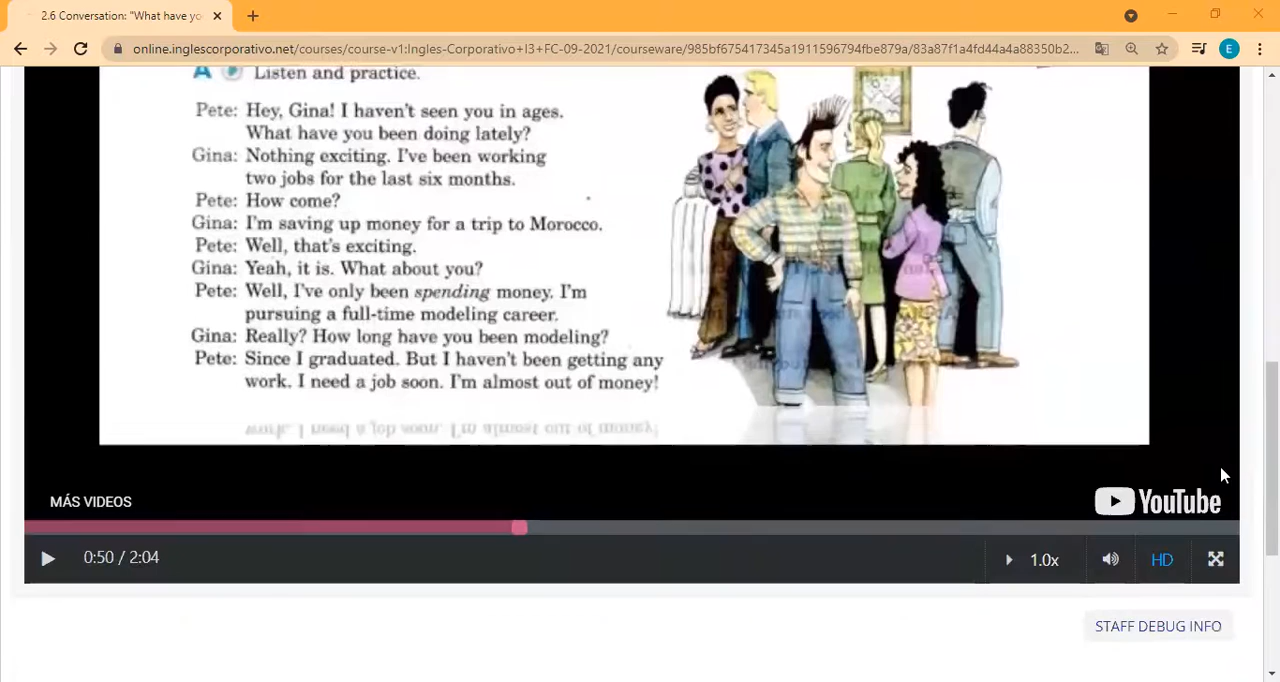 2.6 Conversation: "What have yo
online.inglescorporativo.net/courses/course-v1:Ingles-Corporativo+I3+FC-09-2021/courseware/985bf675417345a1911596794fbe879a/83a87f1a4fd44a4a88350b2...
E
A Listen and practice.
Pete: Hey, Gina! I haven't seen you in ages.
What have you been doing lately?
Gina: Nothing exciting. I've been working
two jobs for the last six months.
Pete: How come?
Gina: I'm saving up money for a trip to Morocco.
Pete: Well, that's exciting.
Gina: Yeah, it is. What about you?
Pete: Well, I've only been spending money. I'm
pursuing a full-time modeling career.
Gina: Really? How long have you been modeling?
Pete: Since I graduated. But I haven't been getting any
work. I need a job soon. I'm almost out of money!
MÁS VIDEOS
YouTube
0:50 / 2:04
1.0x
HD
STAFF DEBUG INFO